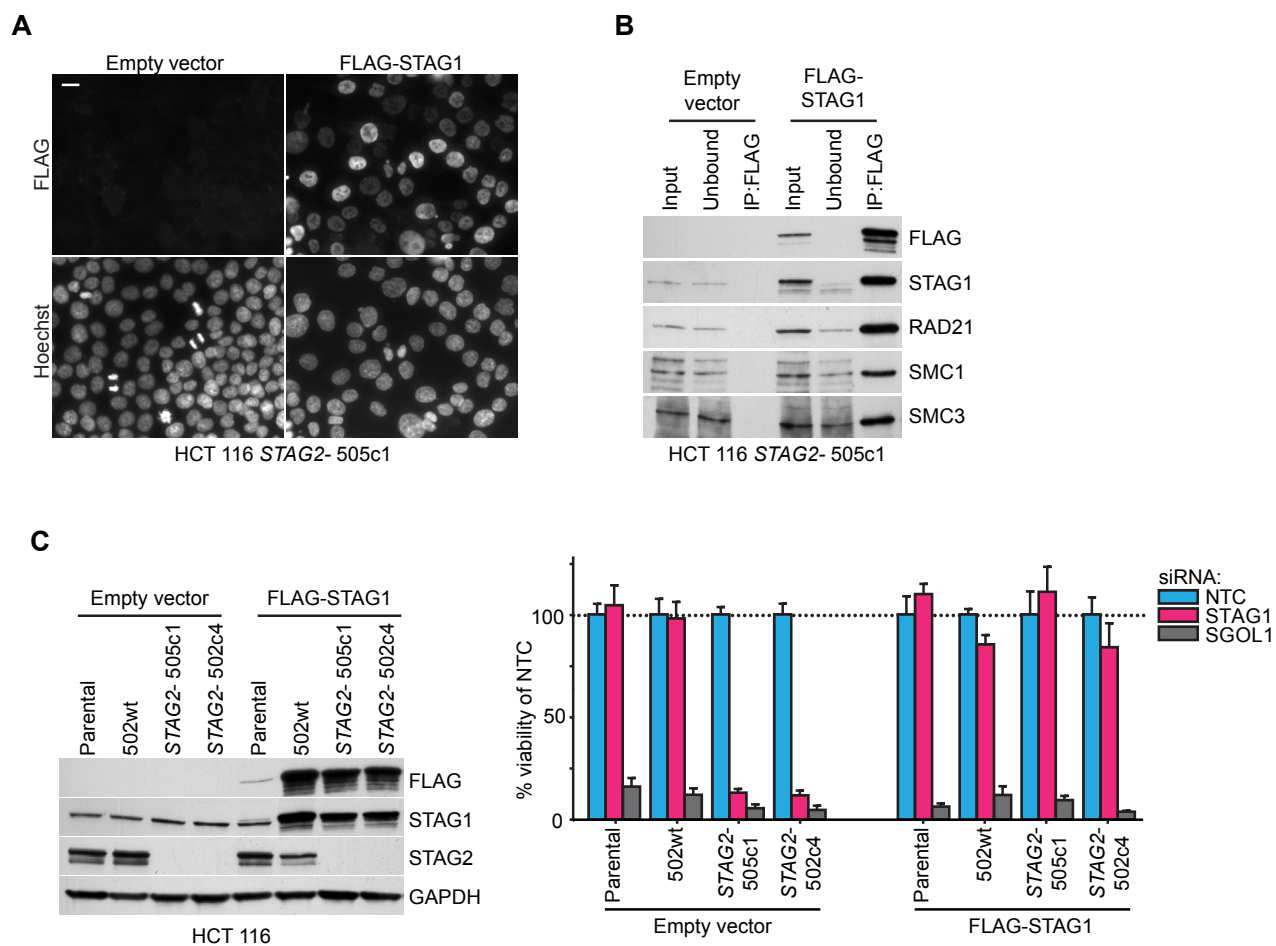 A
Empty vector
FLAG-STAG1
FLAG
Hoechst
HCT 116 STAG2- 505c1
B
Empty
vector
FLAG-
STAG1
Input
Unbound
IP:FLAG
Input
Unbound
IP:FLAG
FLAG
STAG1
RAD21
SMC1
SMC3
HCT 116 STAG2- 505c1
C
Empty vector
FLAG-STAG1
Parental
502wt
STAG2- 505c1
STAG2- 502c4
Parental
502wt
STAG2- 505c1
STAG2- 502c4
FLAG
STAG1
STAG2
GAPDH
HCT 116
% viability of NTC
100
50
0
Parental
502wt
STAG2-
505c1
STAG2-
502c4
Parental
502wt
STAG2-
505c1
STAG2-
502c4
Empty vector
FLAG-STAG1
siRNA:
NTC
STAG1
SGOL1